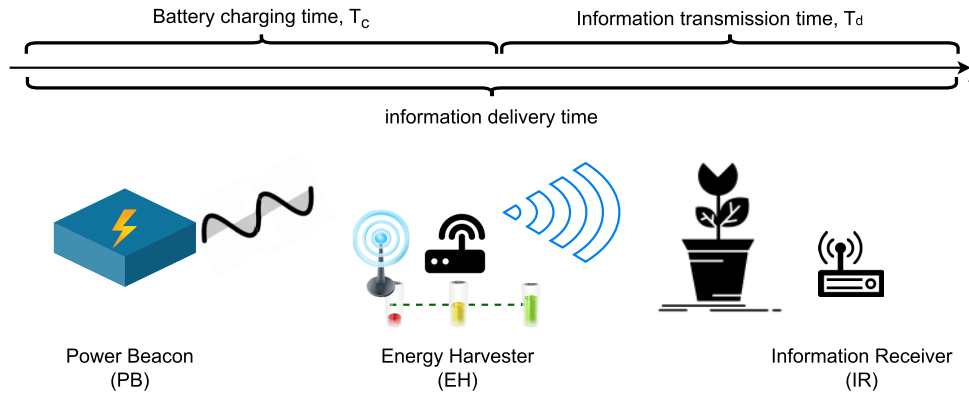 Battery charging time, Tc
Information transmission time, Td
information delivery time
Power Beacon
(PB)
Energy Harvester
(EH)
Information Receiver
(IR)